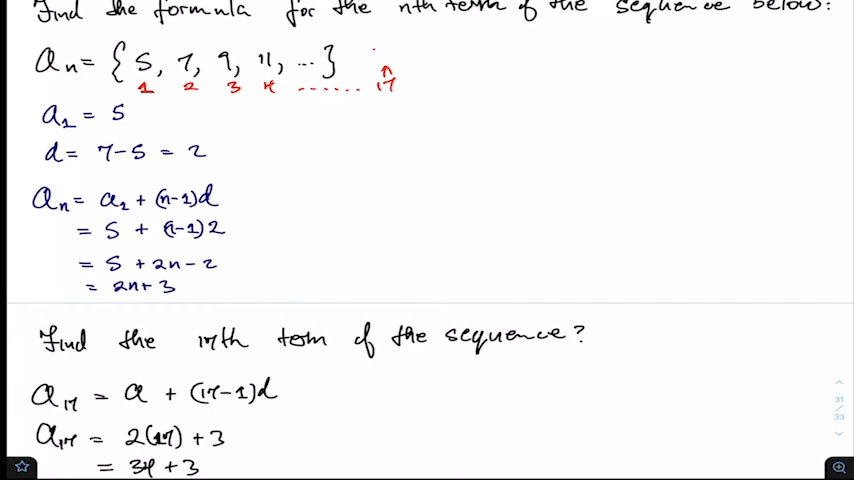 Find the formula for the nth term of the sequence below:
an = { 5, 7, 9, 11, ... }
1 2 3 4 ....... 17
a1 = 5
d = 7-5 = 2
an = a1 + (n-1)d
= 5 + (n-1)2
= 5 + 2n - 2
= 2n + 3
Find the 17th term of the sequence?
a17 = a + (17-1)d
a17 = 2(17) + 3
= 34 + 3
31
/
33